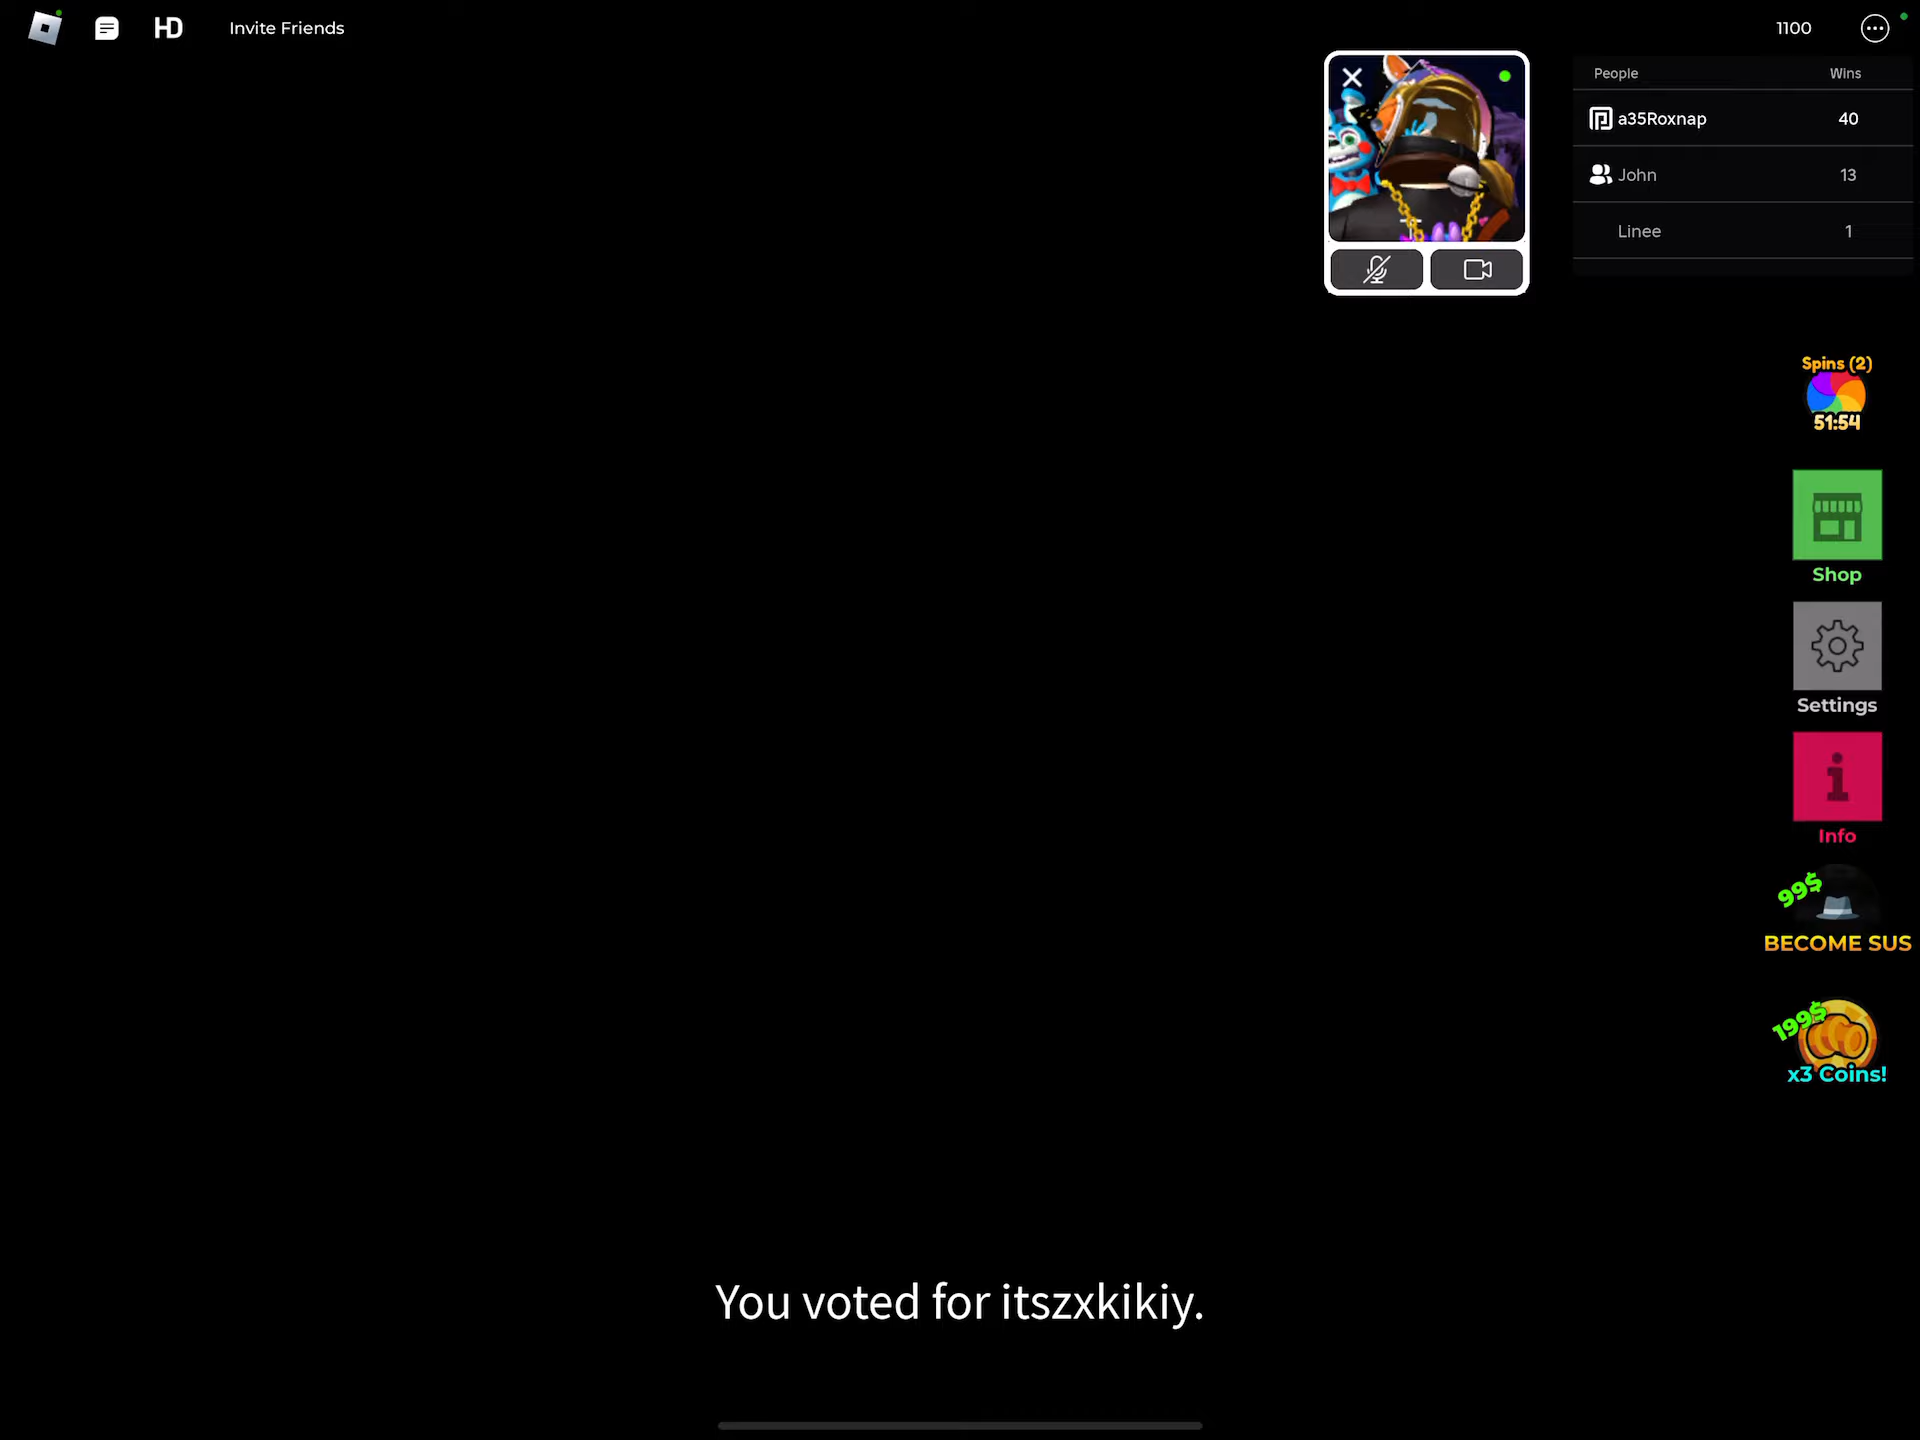 HD
Invite Friends
1100
People Wins
a35Roxnap 40
John 13
Linee 1
Spins (2)
51:54
Shop
Settings
Info
99$
BECOME SUS
199$
x3 Coins!
You voted for itszxkikiy.